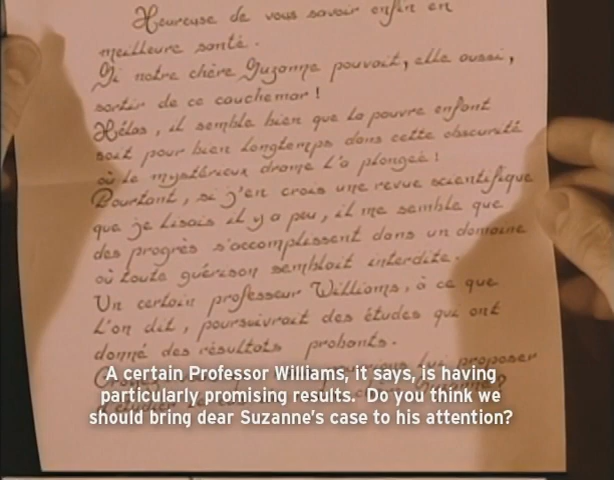 Heureuse de vous savoir enfin en
meilleure santé.
Si notre chère Suzanne pouvait, elle aussi,
sortir de ce cauchemar !
Hélas, il semble bien que la pauvre enfant
soit pour bien longtemps dans cette obscurité
où le mystérieux drame l'a plongée !
Pourtant, si j'en crois une revue scientifique
que je lisais il y a peu, il me semble que
des progrès s'accomplissent dans un domaine
où toute guérison semblait interdite.
Un certain professeur Williams, à ce que
l'on dit, poursuivrait des études qui ont
donné des résultats probants.
lui proposer
Suzanne ?
A certain Professor Williams, it says, is having
particularly promising results. Do you think we
should bring dear Suzanne's case to his attention?